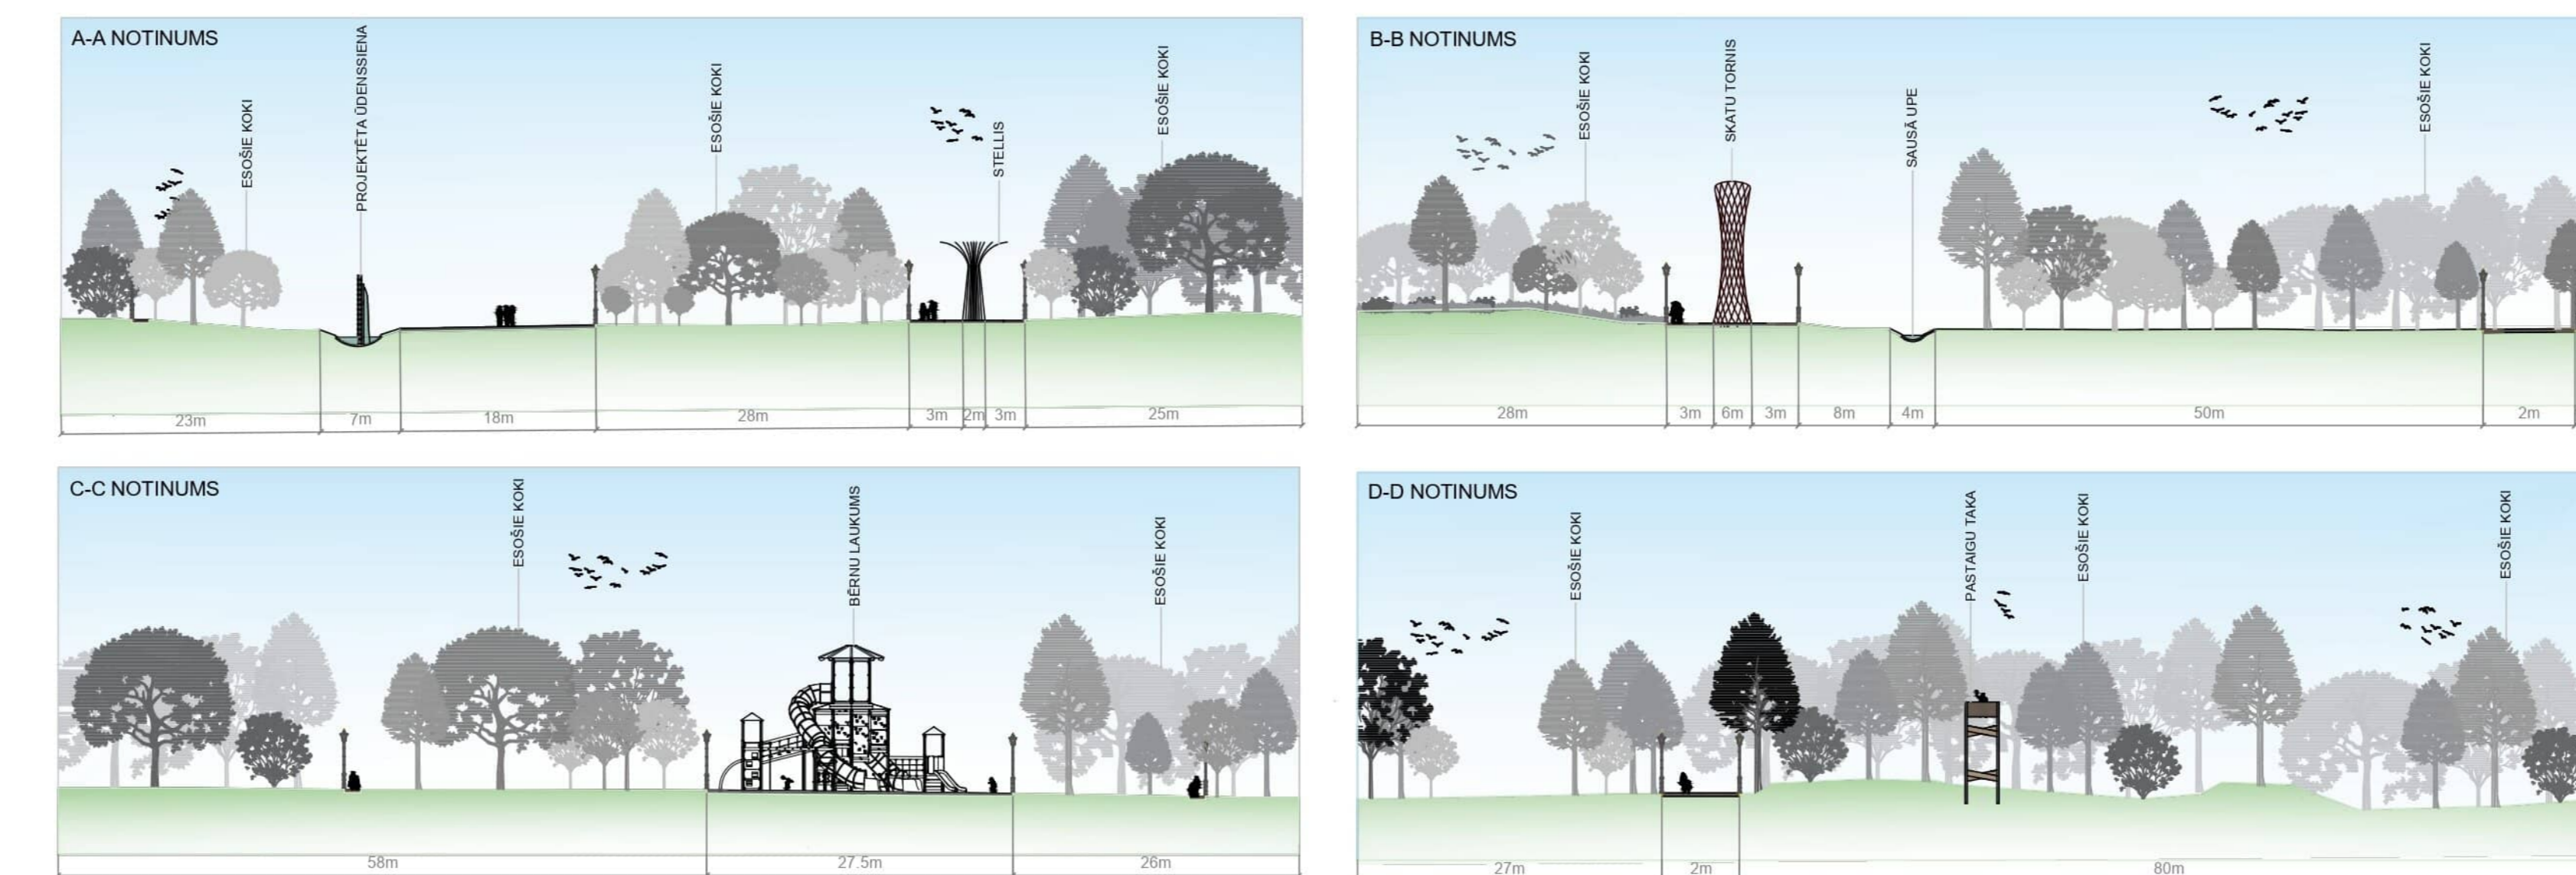 A-A NOTINUMS
ESOŠIE KOKI
PROJEKTĒTA ŪDENSSIENA
ESOŠIE KOKI
STELLIS
ESOŠIE KOKI
23m
7m
18m
28m
3m
2m
3m
25m
B-B NOTINUMS
ESOŠIE KOKI
SKATU TORNIS
SAUSĀ UPE
ESOŠIE KOKI
28m
3m
6m
3m
8m
4m
50m
2m
C-C NOTINUMS
ESOŠIE KOKI
BĒRNU LAUKUMS
ESOŠIE KOKI
58m
27.5m
26m
D-D NOTINUMS
ESOŠIE KOKI
PASTAIGU TAKA
ESOŠIE KOKI
ESOŠIE KOKI
27m
2m
80m